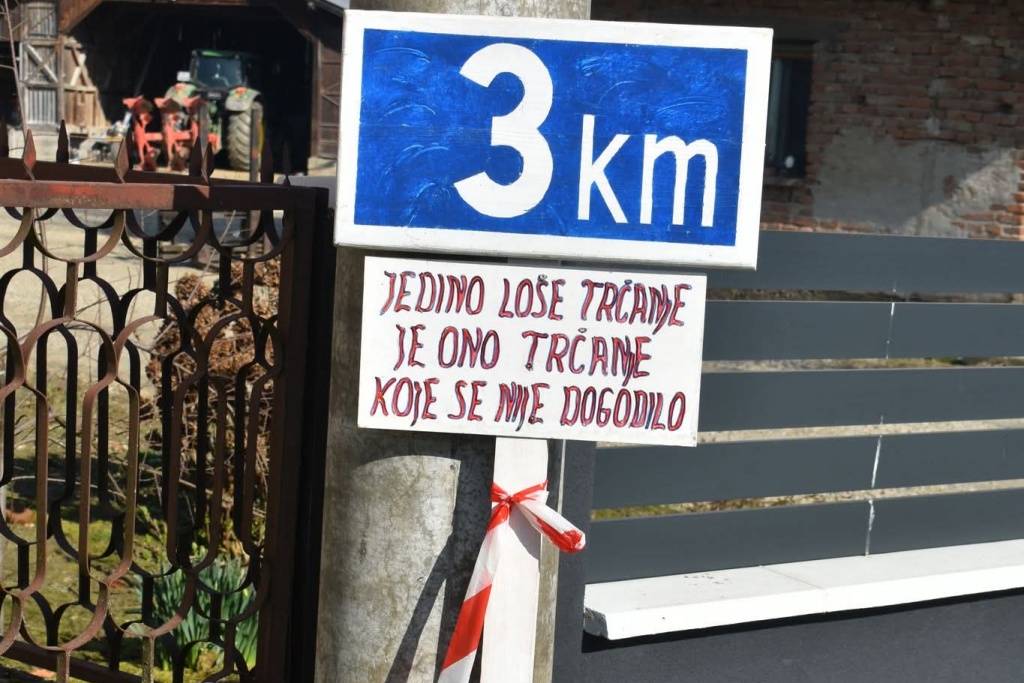 3 km
JEDINO LOŠE TRČANJE
JE ONO TRČANJE
KOJE SE NIJE DOGODILO